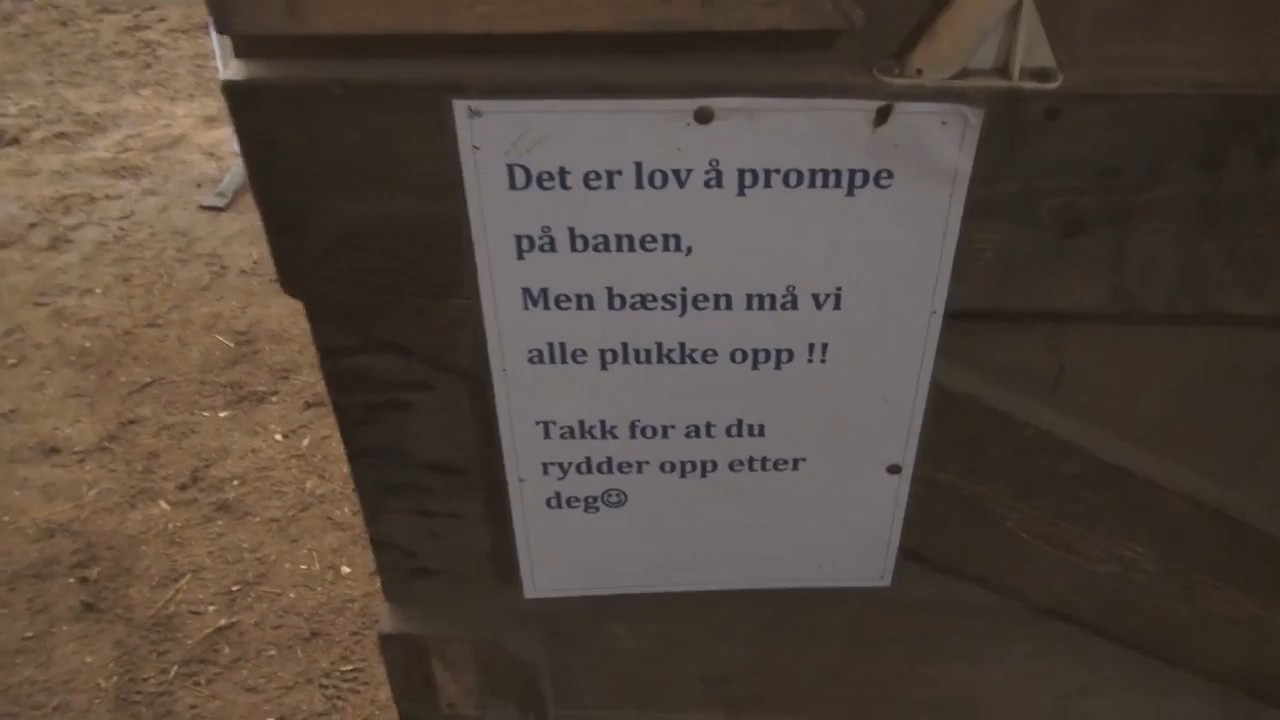 Det er lov å prompe
på banen,
Men bæsjen må vi
alle plukke opp !!
Takk for at du
rydder opp etter
deg☺